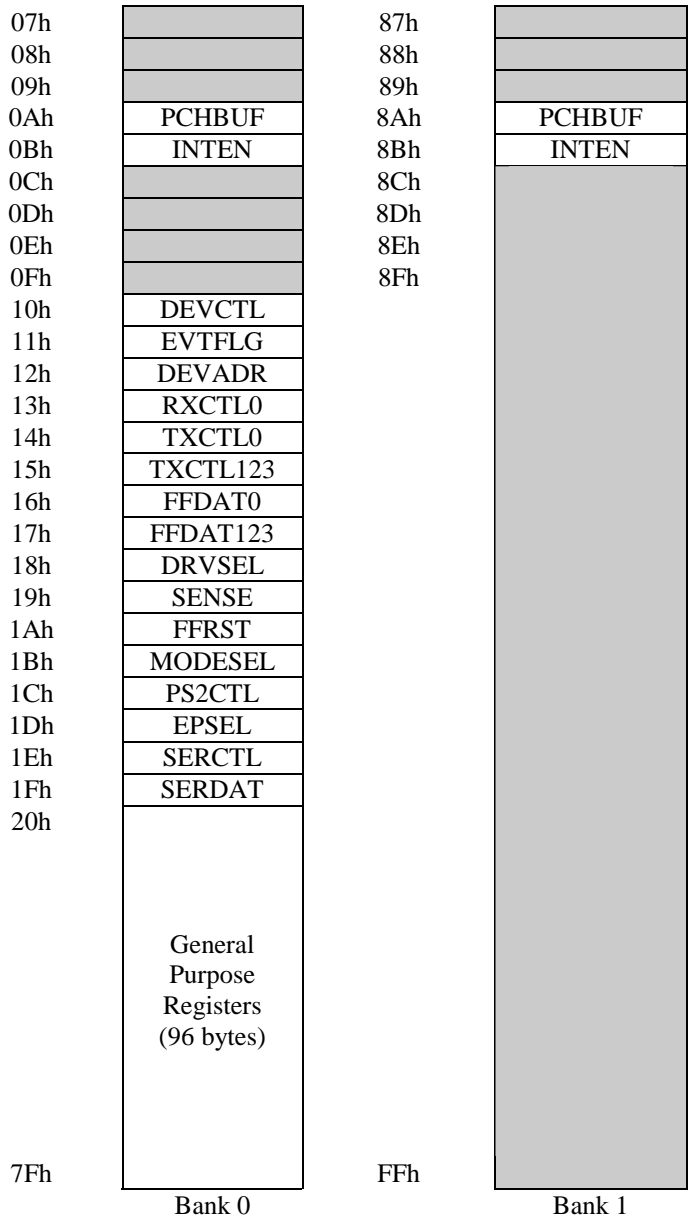 07h 87h
08h 88h
09h 89h
0Ah PCHBUF 8Ah PCHBUF
0Bh INTEN 8Bh INTEN
0Ch 8Ch
0Dh 8Dh
0Eh 8Eh
0Fh 8Fh
10h DEVCTL
11h EVTFLG
12h DEVADR
13h RXCTL0
14h TXCTL0
15h TXCTL123
16h FFDAT0
17h FFDAT123
18h DRVSEL
19h SENSE
1Ah FFRST
1Bh MODESEL
1Ch PS2CTL
1Dh EPSEL
1Eh SERCTL
1Fh SERDAT
20h
General
Purpose
Registers
(96 bytes)
7Fh FFh
Bank 0 Bank 1